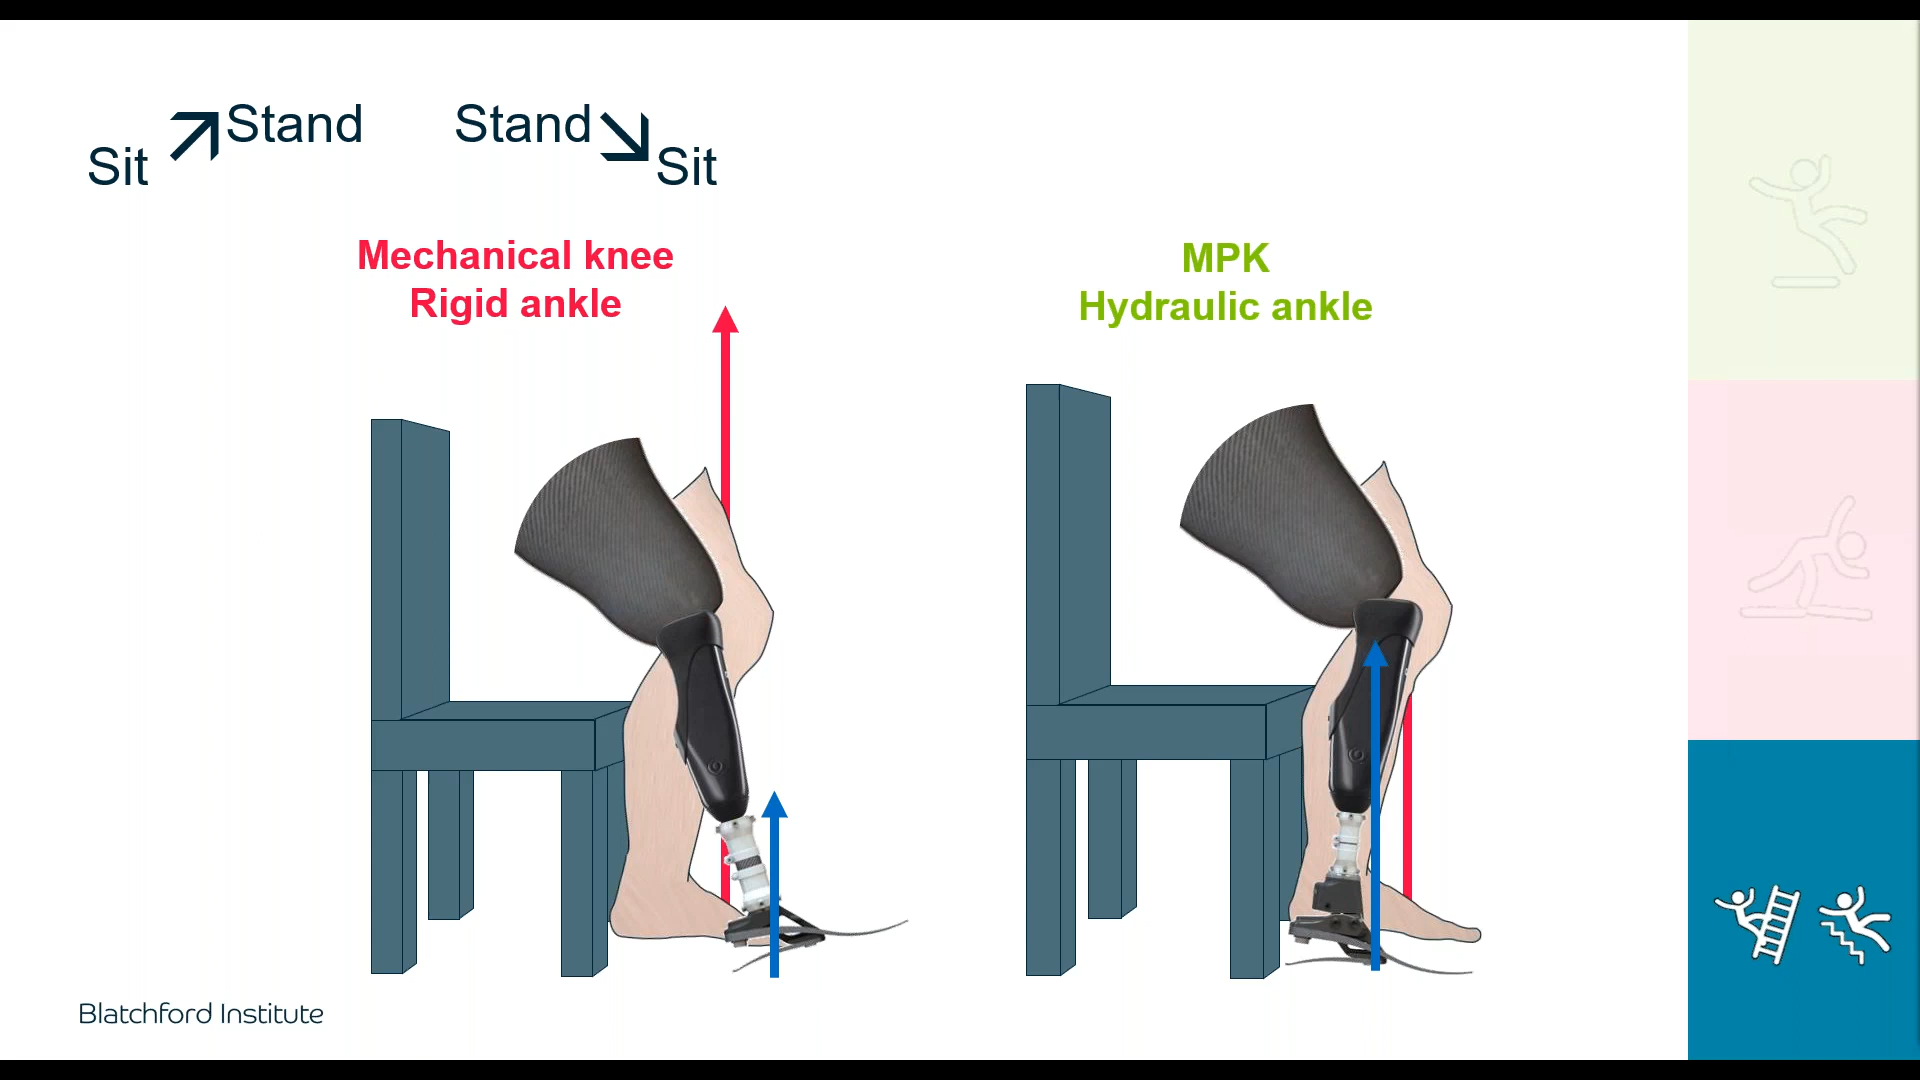 Sit Stand
Stand Sit
Mechanical knee
Rigid ankle
MPK
Hydraulic ankle
Blatchford Institute